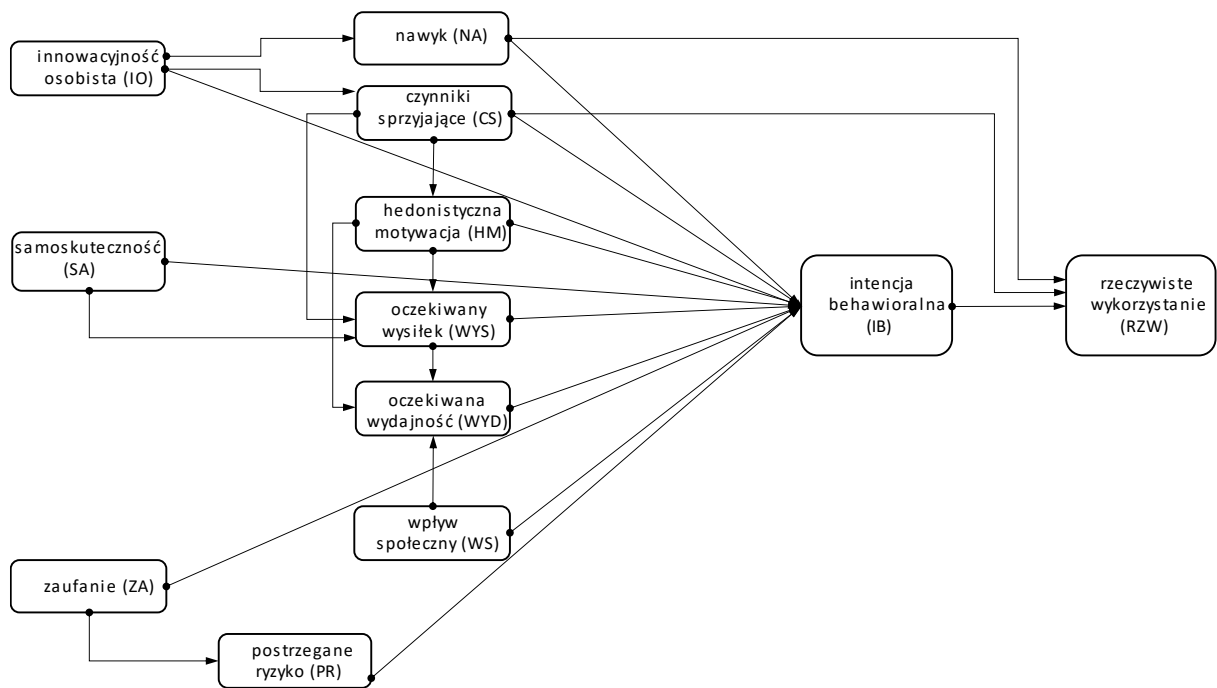 nawyk (NA)
innowacyjność
osobista (IO)
czynniki
sprzyjające (CS)
hedonistyczna
motywacja (HM)
samoskuteczność
(SA)
oczekiwany
wysiłek (WYS)
intencja
behawioralna
(IB)
rzeczywiste
wykorzystanie
(RZW)
oczekiwana
wydajność (WYD)
wpływ
społeczny (WS)
zaufanie (ZA)
postrzegane
ryzyko (PR)